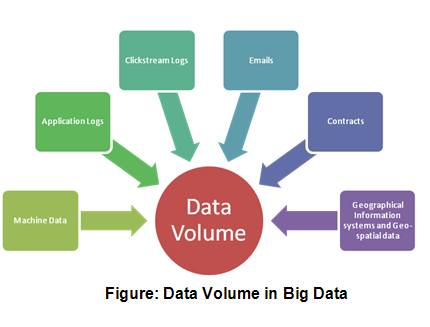 Clickstream Logs
Emails
Application Logs
Contracts
Machine Data
Data
Volume
Geographical
Information
systems and Geo-
spatial data
Figure: Data Volume in Big Data